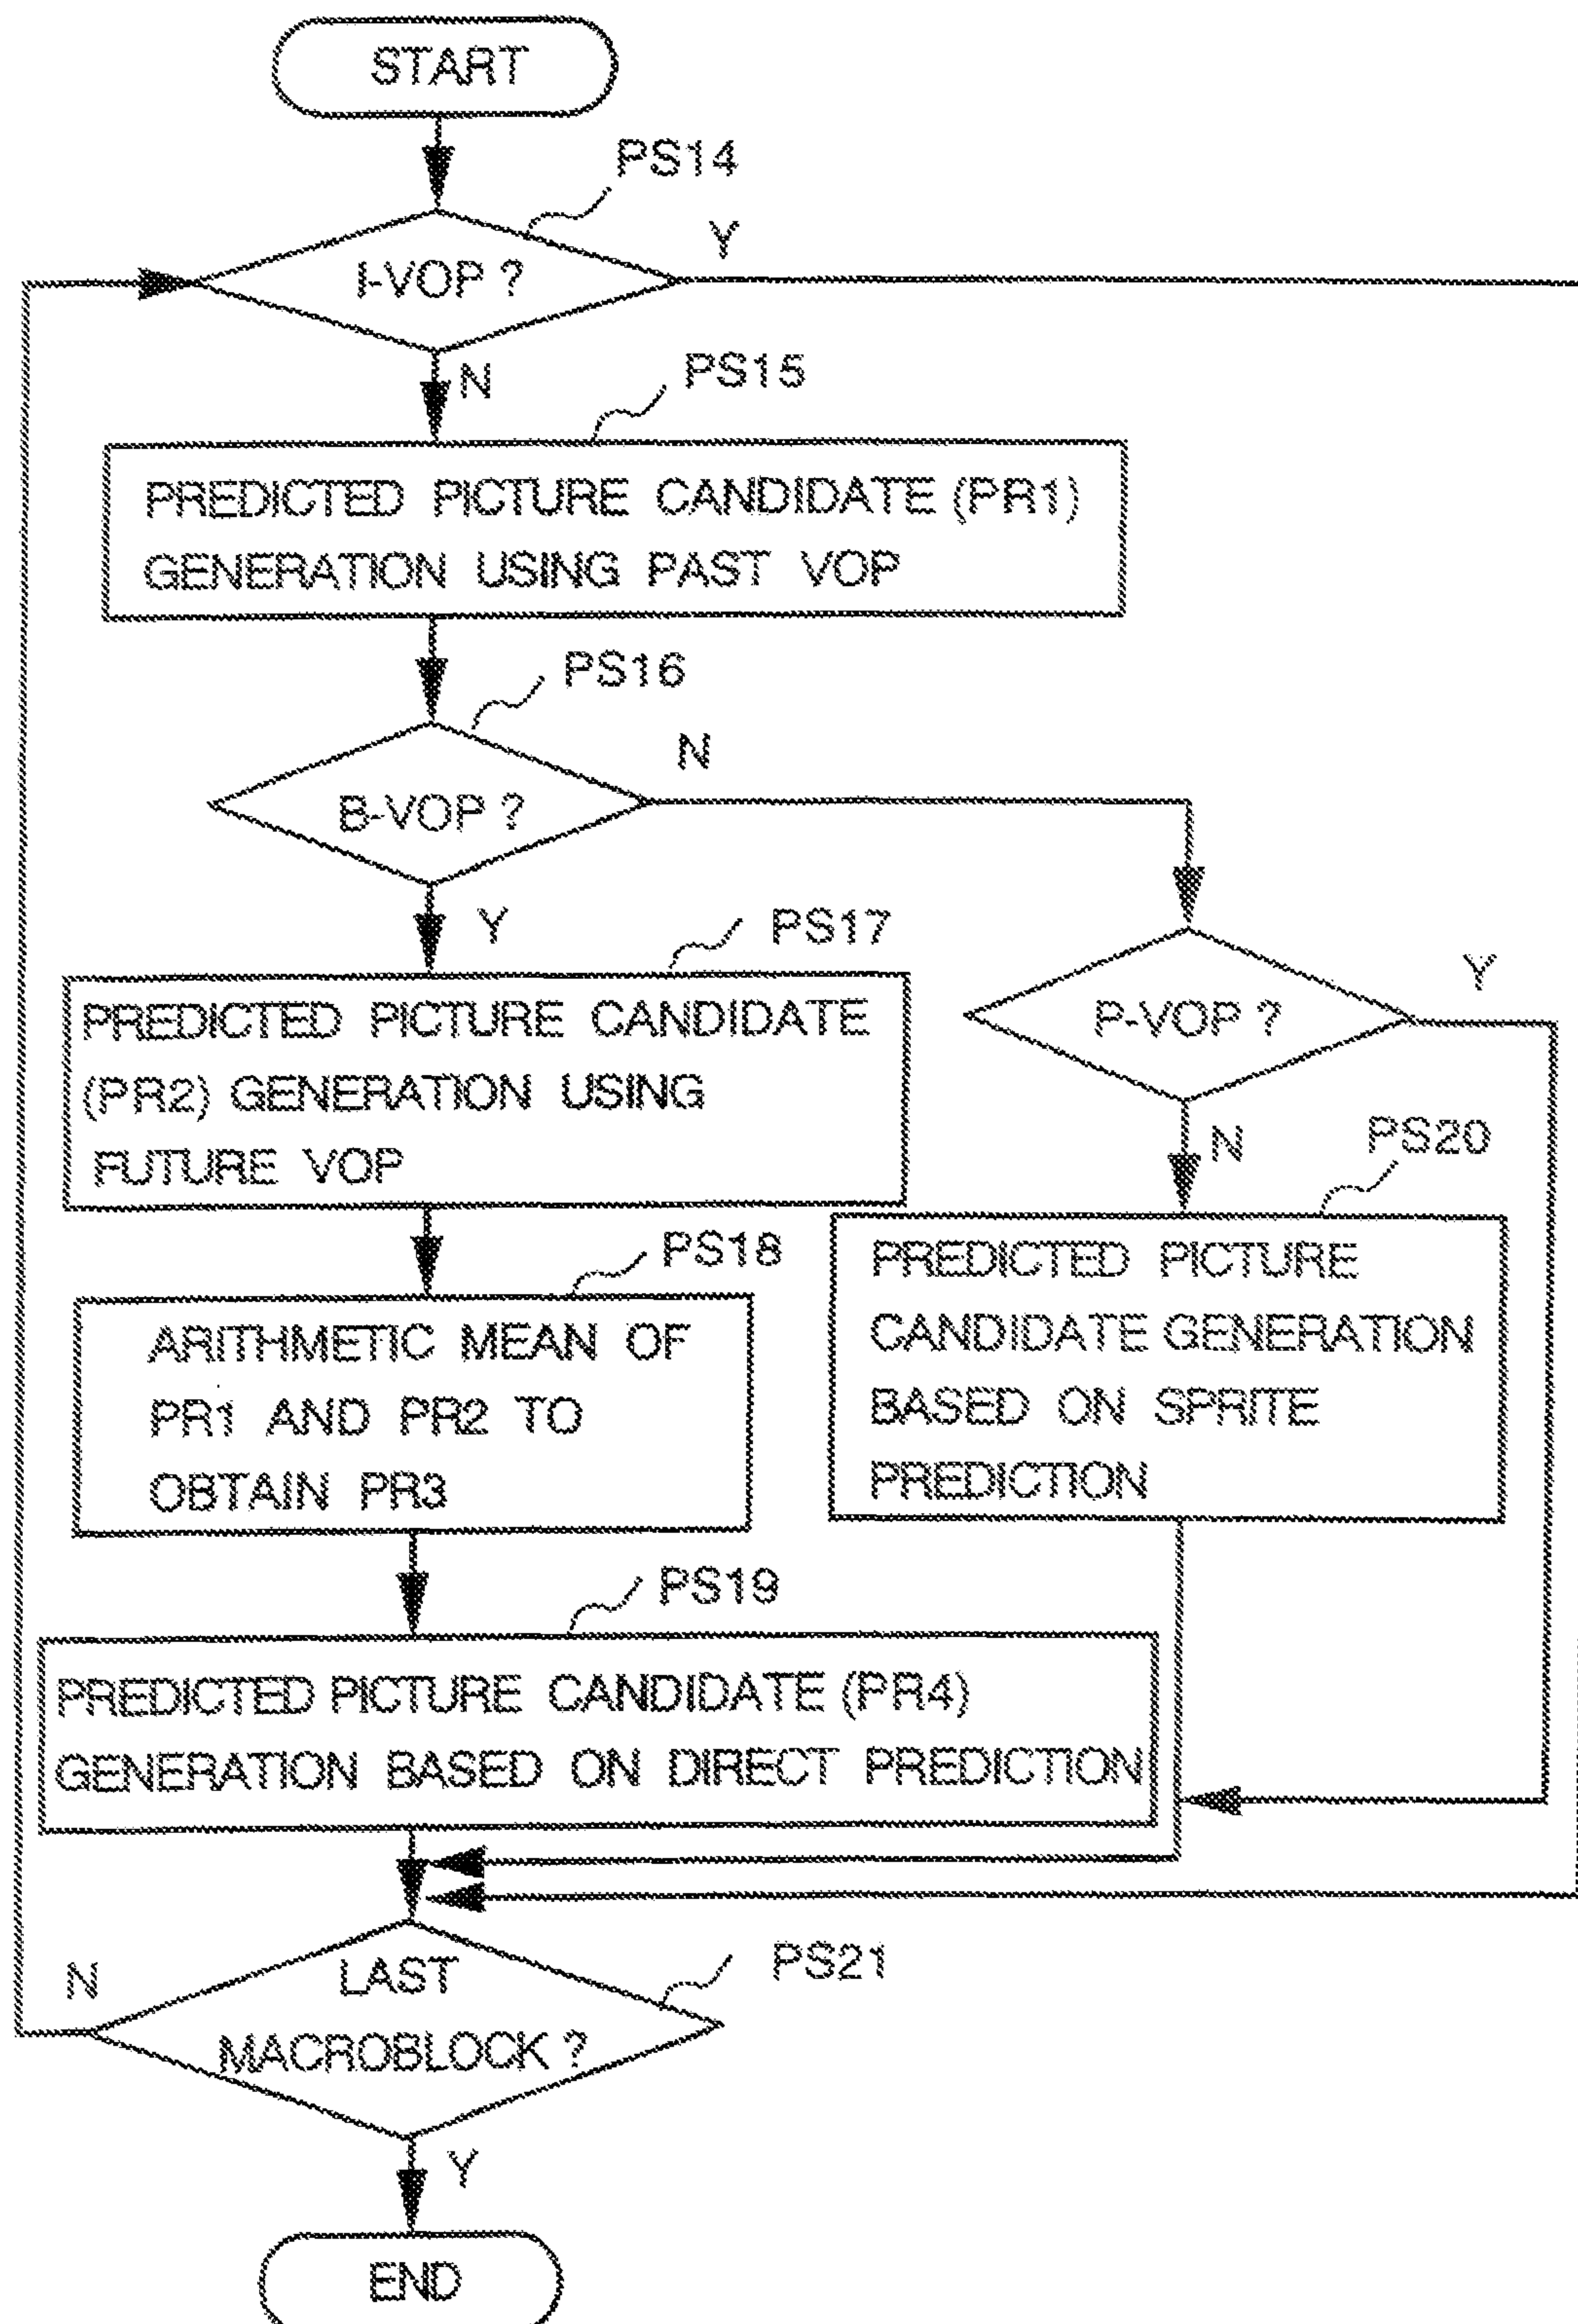 START
PS14
Y
I-VOP ?
N
PS15
PREDICTED PICTURE CANDIDATE (PR1)
GENERATION USING PAST VOP
PS16
N
B-VOP ?
Y
PS17
PREDICTED PICTURE CANDIDATE
(PR2) GENERATION USING
FUTURE VOP
Y
P-VOP ?
N
PS20
PS18
ARITHMETIC MEAN OF
PR1 AND PR2 TO
OBTAIN PR3
PREDICTED PICTURE
CANDIDATE GENERATION
BASED ON SPRITE
PREDICTION
PS19
PREDICTED PICTURE CANDIDATE (PR4)
GENERATION BASED ON DIRECT PREDICTION
N
LAST
MACROBLOCK ?
PS21
Y
END